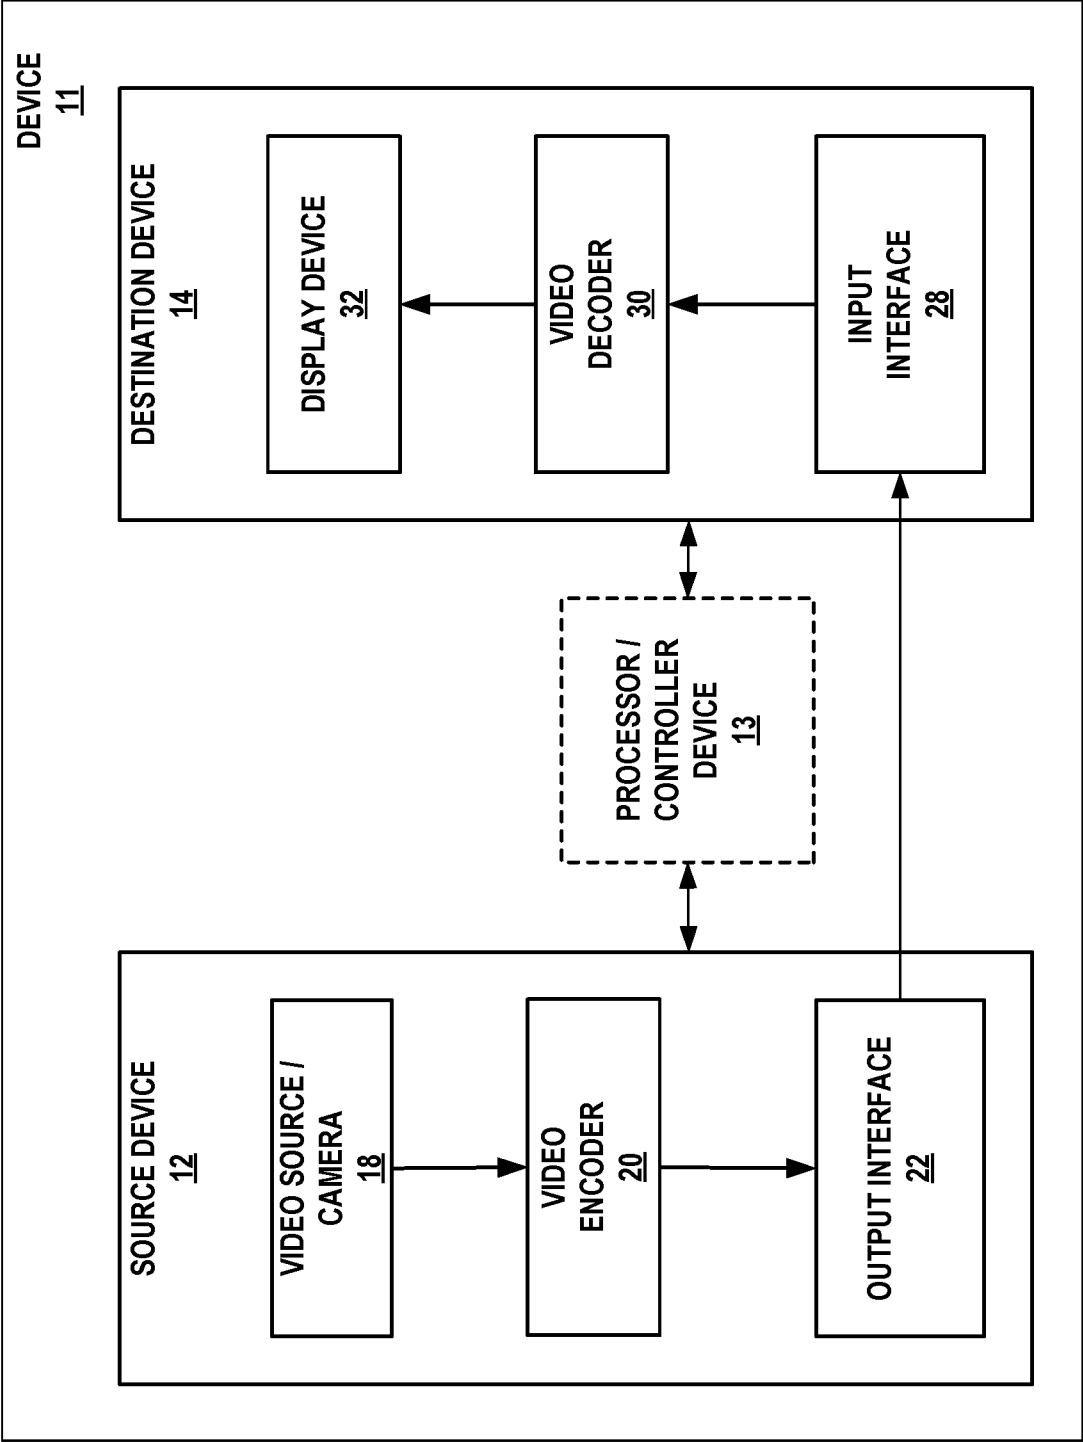 DEVICE
11
SOURCE DEVICE
12
VIDEO SOURCE /
CAMERA
18
VIDEO
ENCODER
20
OUTPUT INTERFACE
22
PROCESSOR /
CONTROLLER
DEVICE
13
DESTINATION DEVICE
14
DISPLAY DEVICE
32
VIDEO
DECODER
30
INPUT
INTERFACE
28